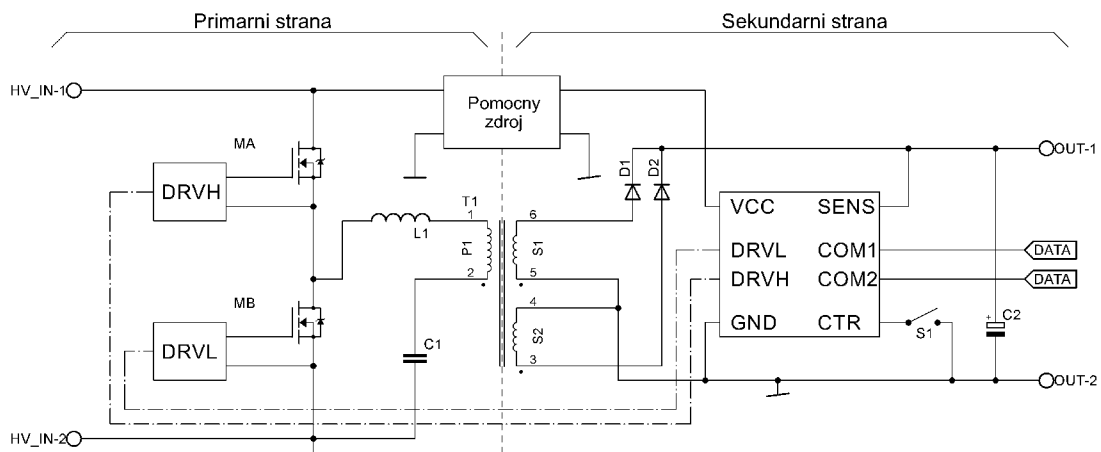 Primarni strana
Sekundarni strana
HV_IN-1
Pomocny
zdroj
MA
DRVH
T1
1
L1
P1
2
MB
DRVL
C1
HV_IN-2
D1
D2
6
S1
5
4
S2
3
VCC
SENS
DRVL
COM1
DRVH
COM2
GND
CTR
S1
DATA
DATA
+
C2
OUT-1
OUT-2